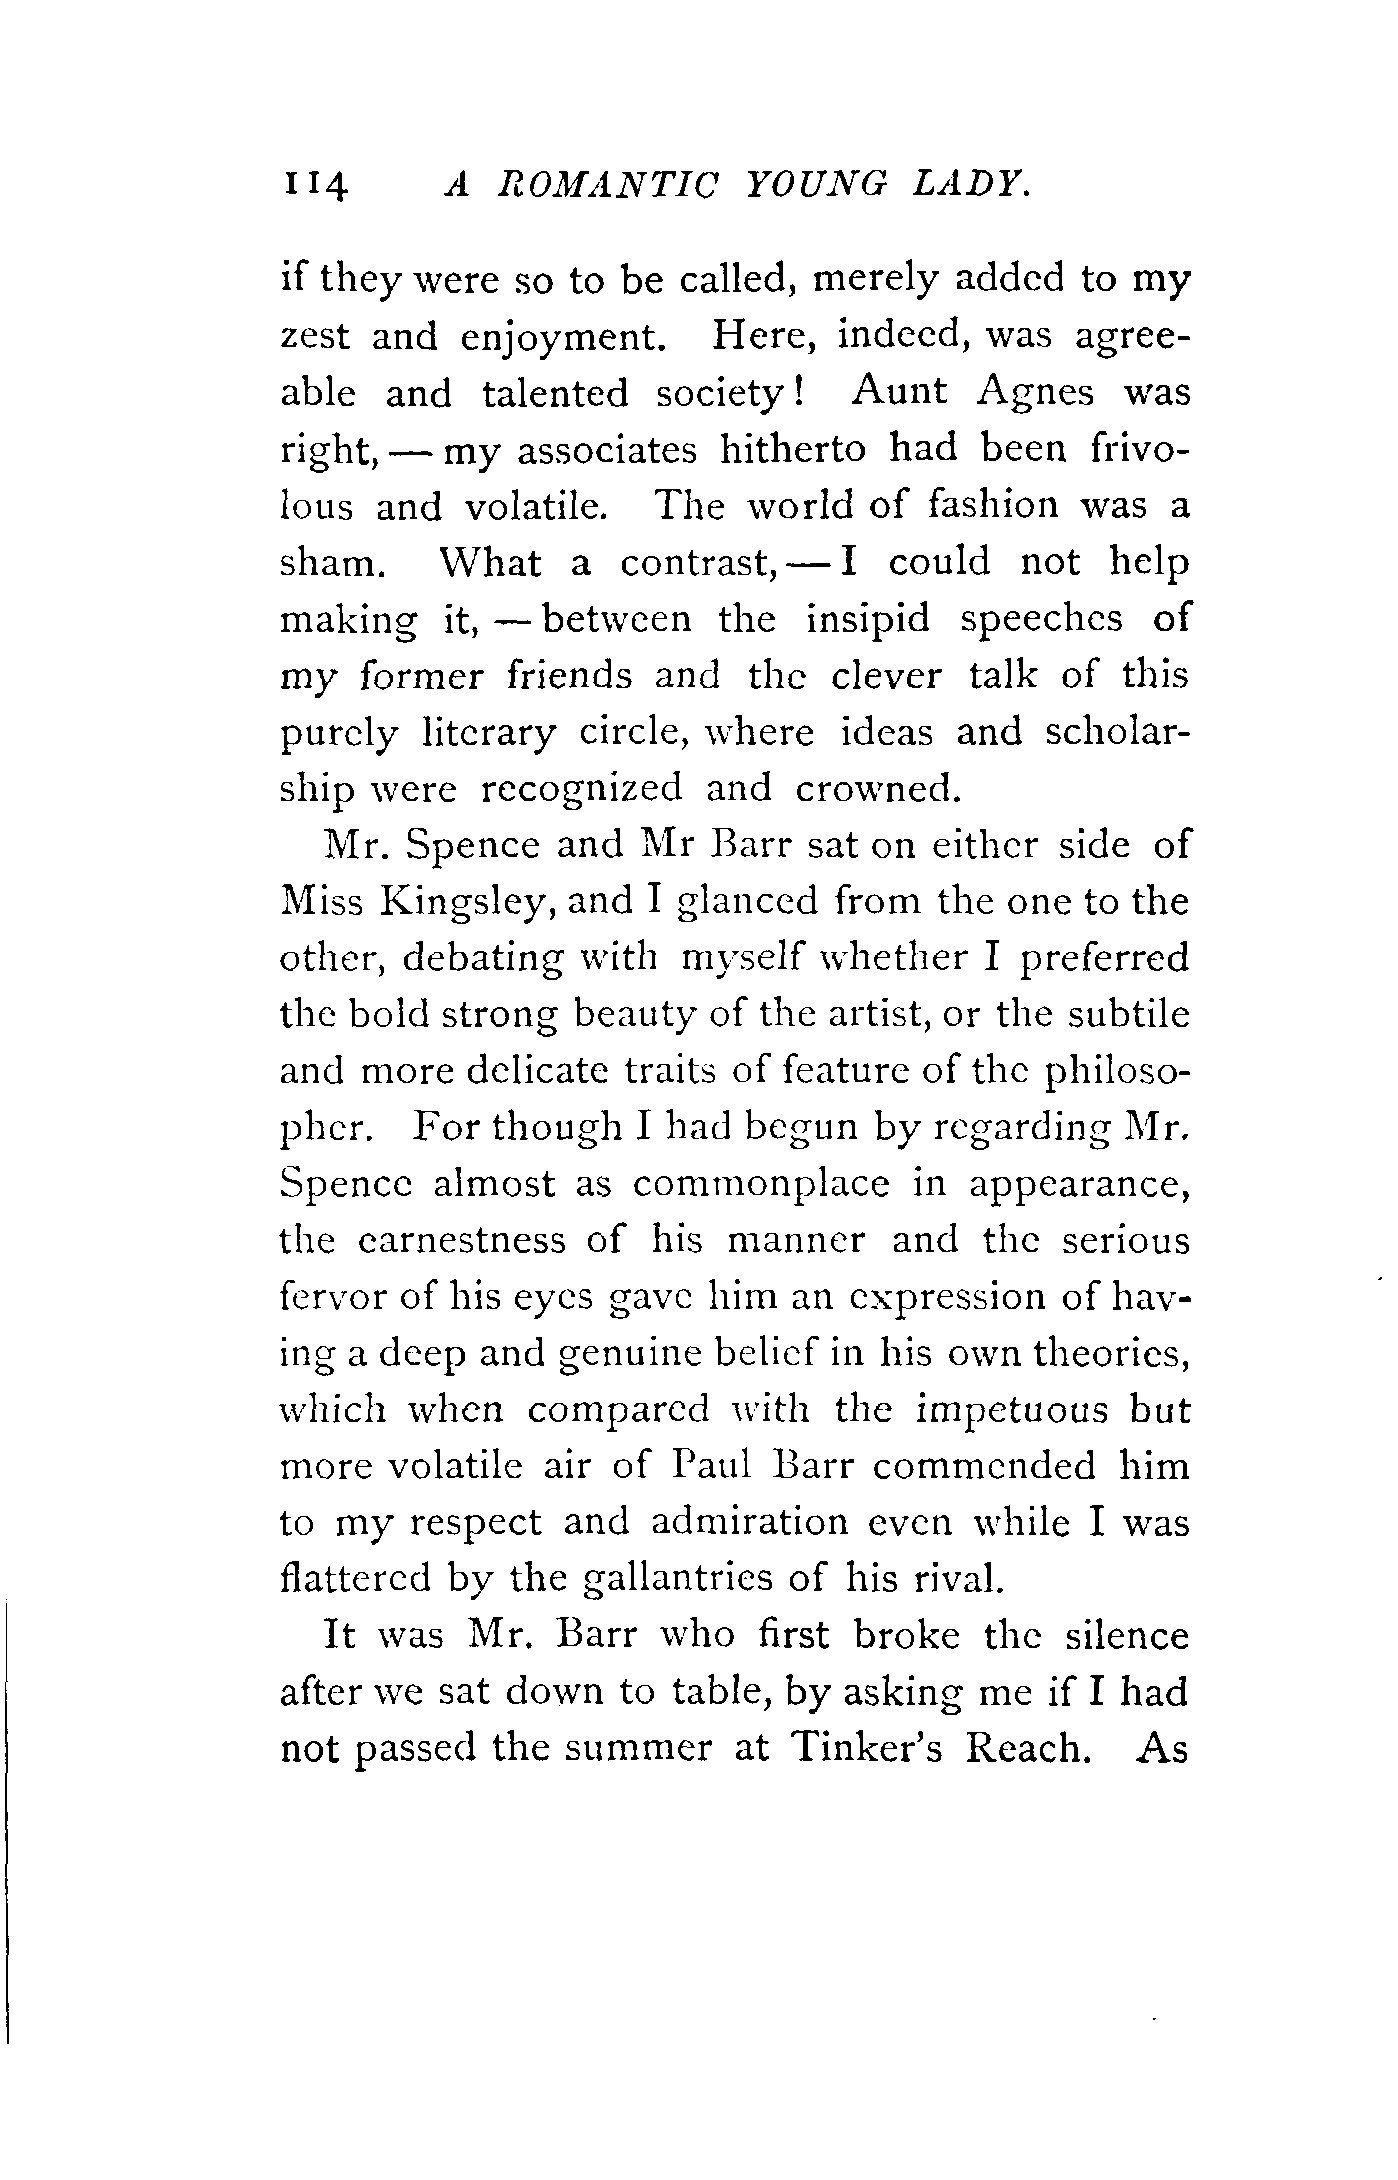 114 A ROMANTIC YOUNG LADY.
if they were so to be called, merely added to my
zest and enjoyment. Here, indeed, was agree-
able and talented society! Aunt Agnes was
right, — my associates hitherto had been frivo-
lous and volatile. The world of fashion was a
sham. What a contrast, — I could not help
making it, — between the insipid speeches of
my former friends and the clever talk of this
purely literary circle, where ideas and scholar-
ship were recognized and crowned.
Mr. Spence and Mr Barr sat on either side of
Miss Kingsley, and I glanced from the one to the
other, debating with myself whether I preferred
the bold strong beauty of the artist, or the subtile
and more delicate traits of feature of the philoso-
pher. For though I had begun by regarding Mr.
Spence almost as commonplace in appearance,
the earnestness of his manner and the serious
fervor of his eyes gave him an expression of hav-
ing a deep and genuine belief in his own theories,
which when compared with the impetuous but
more volatile air of Paul Barr commended him
to my respect and admiration even while I was
flattered by the gallantries of his rival.
It was Mr. Barr who first broke the silence
after we sat down to table, by asking me if I had
not passed the summer at Tinker's Reach. As